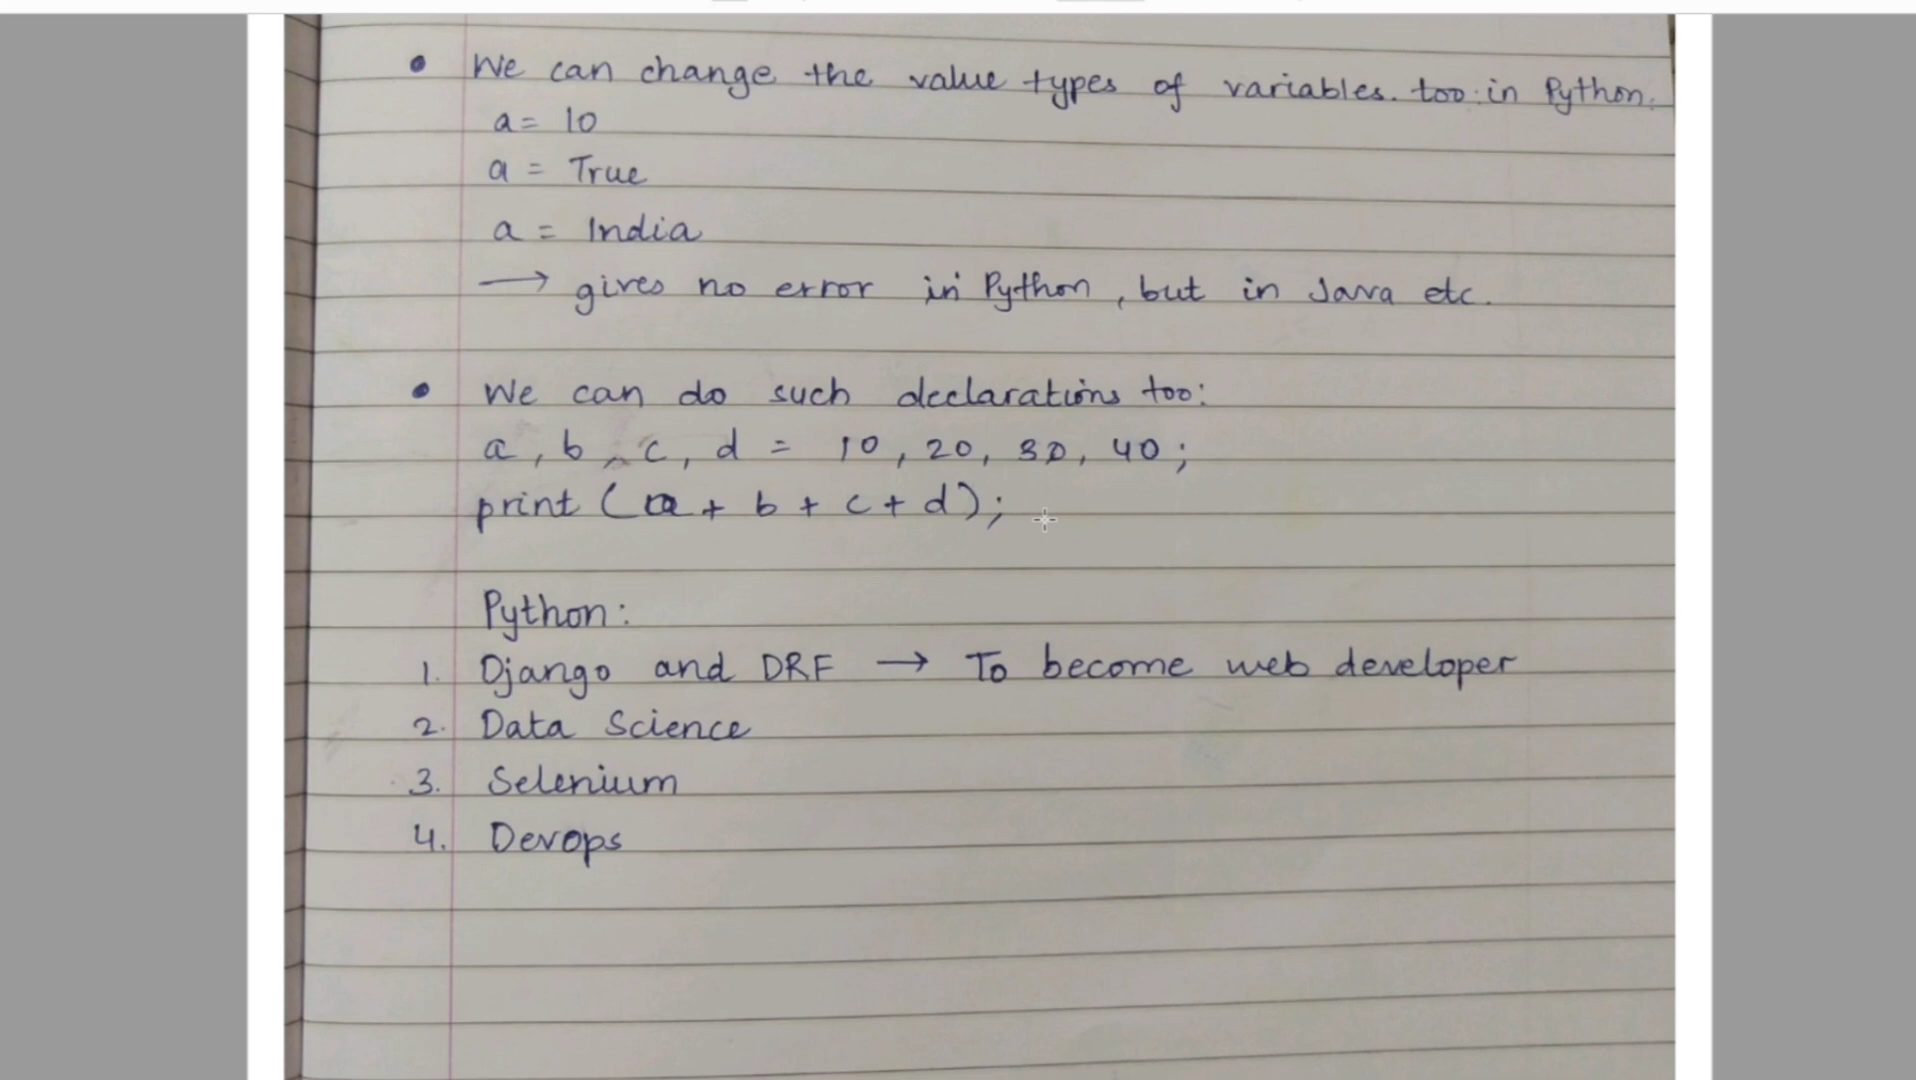 • We can change the value types of variables. too in Python.
a = 10
a = True
a = India
→ gives no error in Python, but in Java etc.
• We can do such declarations too:
a, b, c, d = 10, 20, 30, 40;
print (a + b + c + d);
Python:
1. Django and DRF → To become web developer
2. Data Science
3. Selenium
4. Devops